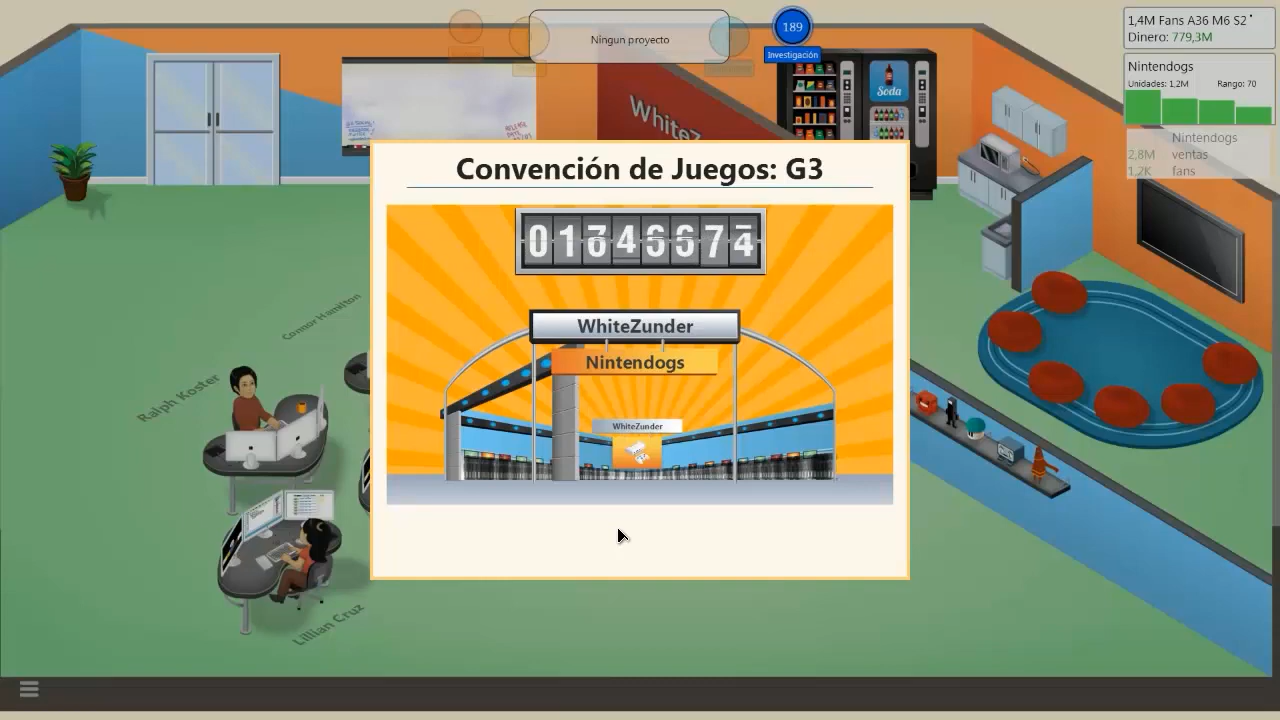 Ningun proyecto
189
Investigación
1,4M Fans A36 M6 S2
Dinero: 779,3M
Nintendogs
Unidades: 1,2M Rango: 70
Nintendogs
2,8M ventas
1,2K fans
Soda
Whitez
RELEASE
Convención de Juegos: G3
WhiteZunder
Nintendogs
WhiteZunder
Connor Hamilton
Ralph Koster
Lillian Cruz